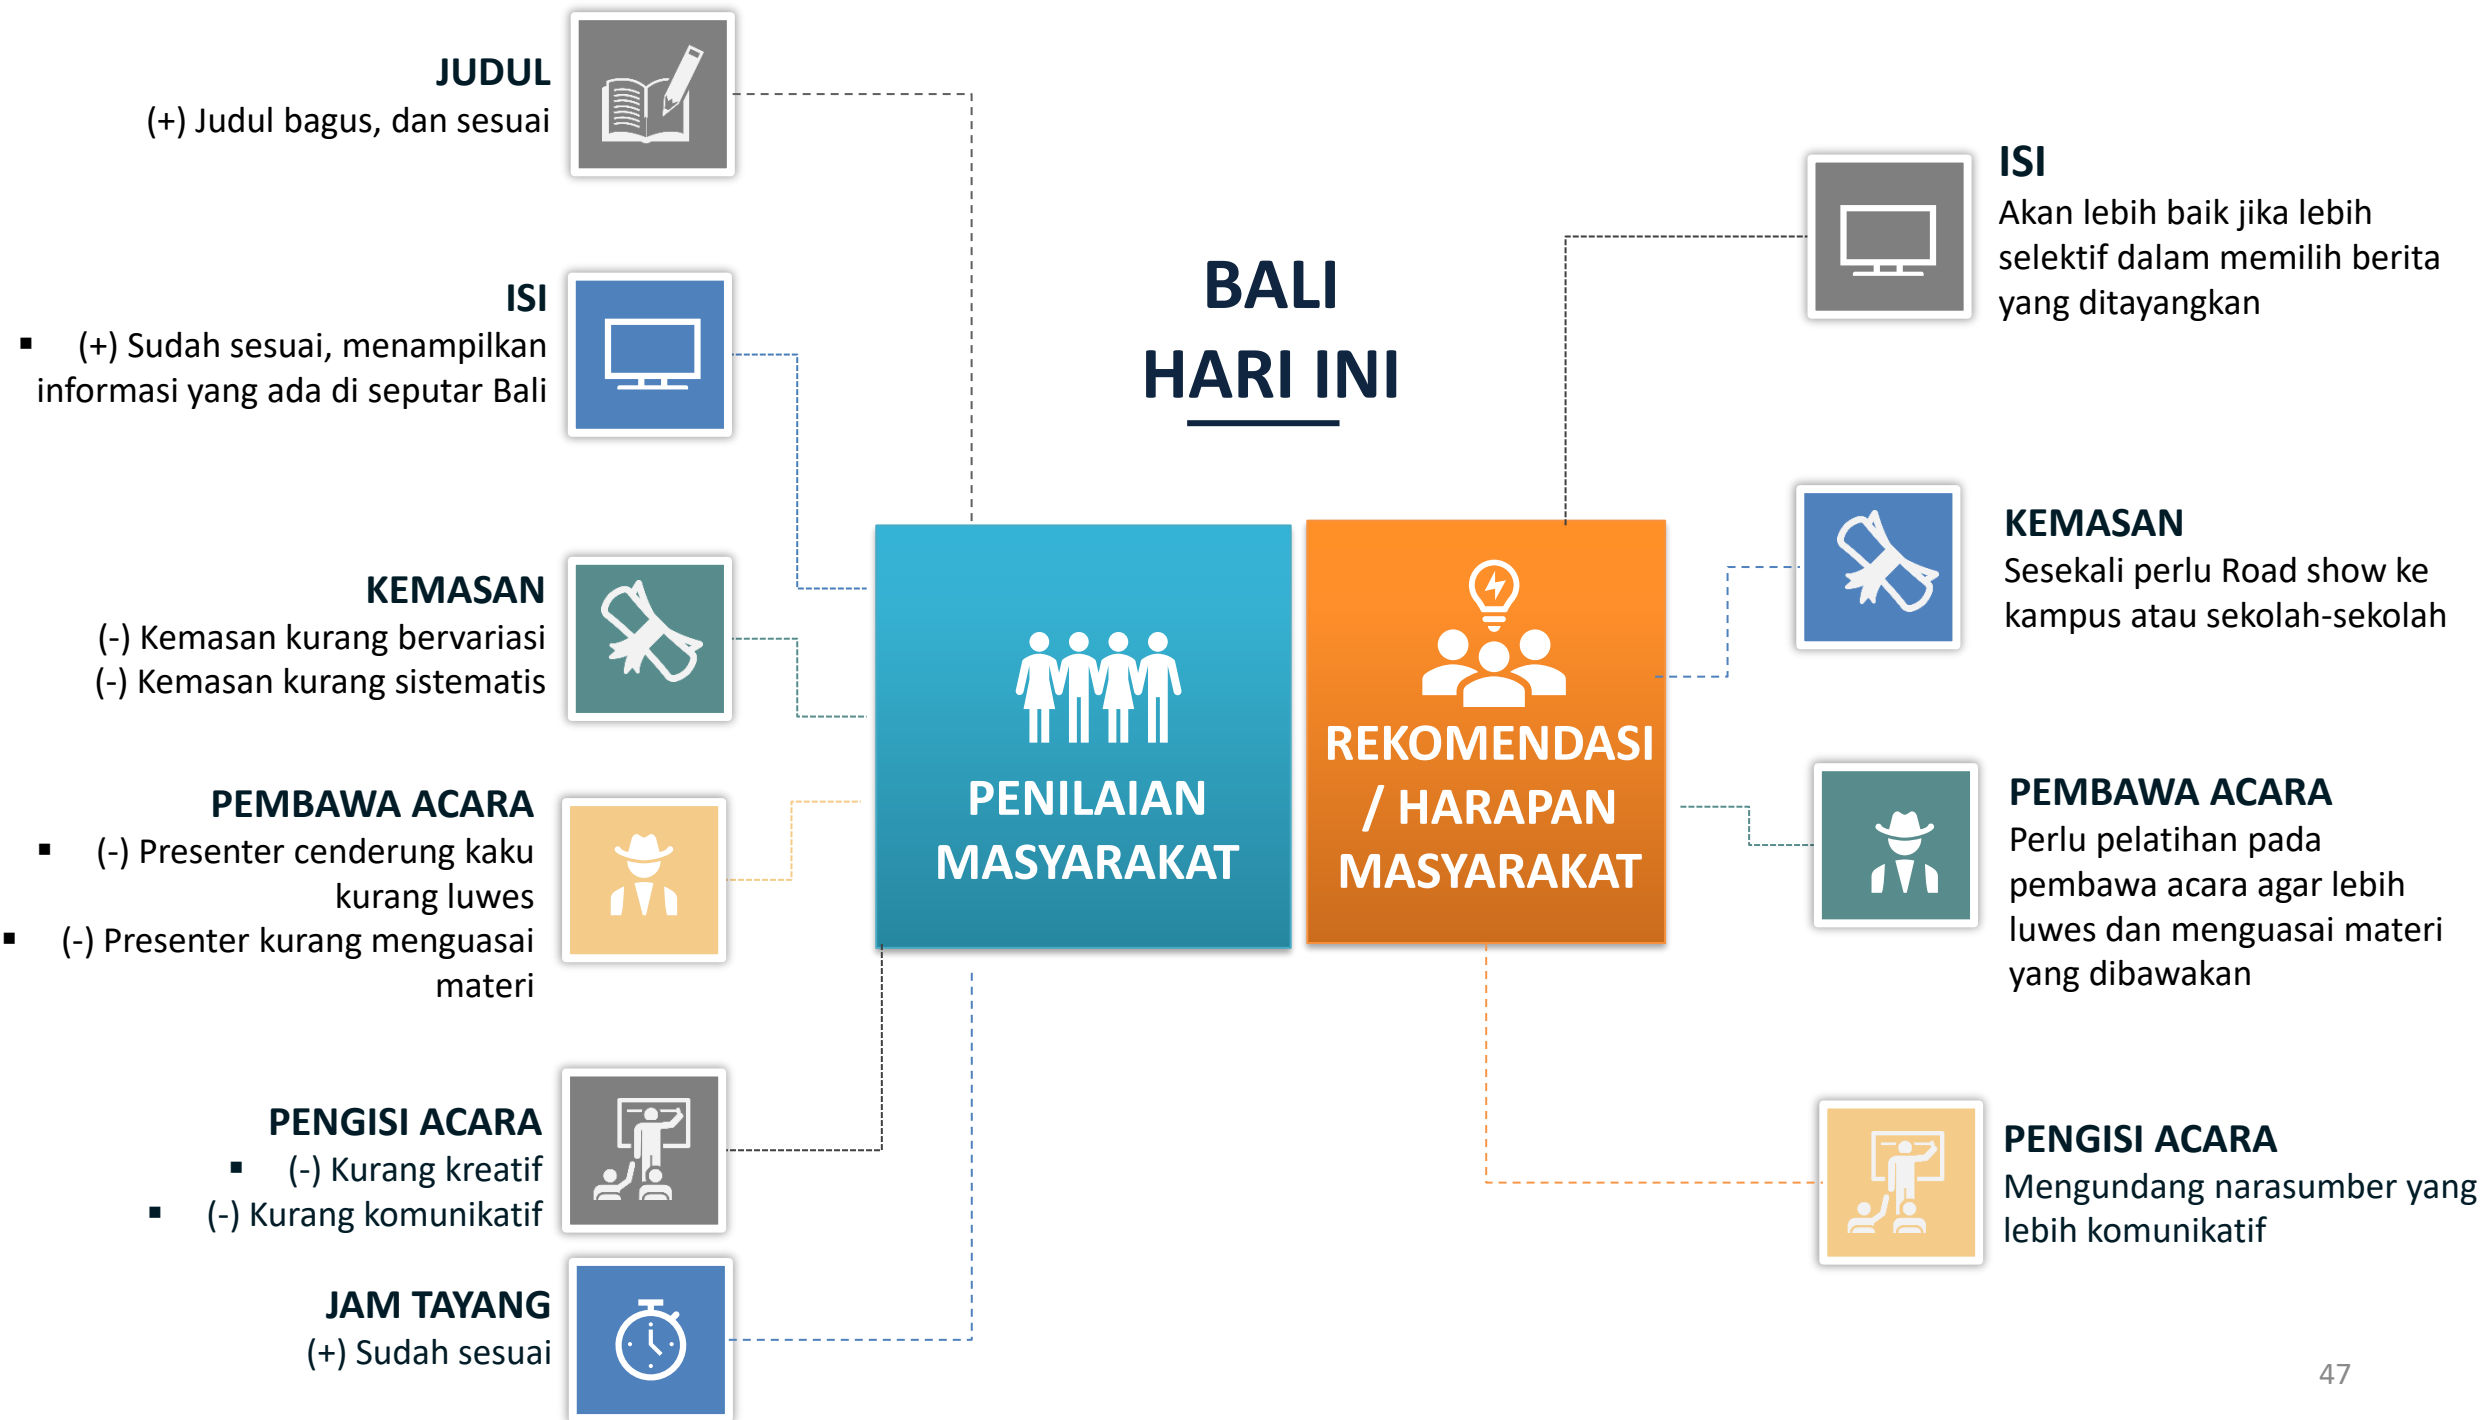 BALI
HARI INI
JUDUL
(+) Judul bagus, dan sesuai
ISI
▪ (+) Sudah sesuai, menampilkan
informasi yang ada di seputar Bali
KEMASAN
(-) Kemasan kurang bervariasi
(-) Kemasan kurang sistematis
PEMBAWA ACARA
▪ (-) Presenter cenderung kaku
kurang luwes
▪ (-) Presenter kurang menguasai
materi
PENGISI ACARA
▪ (-) Kurang kreatif
▪ (-) Kurang komunikatif
JAM TAYANG
(+) Sudah sesuai
PENILAIAN
MASYARAKAT
REKOMENDASI
/ HARAPAN
MASYARAKAT
ISI
Akan lebih baik jika lebih
selektif dalam memilih berita
yang ditayangkan
KEMASAN
Sesekali perlu Road show ke
kampus atau sekolah-sekolah
PEMBAWA ACARA
Perlu pelatihan pada
pembawa acara agar lebih
luwes dan menguasai materi
yang dibawakan
PENGISI ACARA
Mengundang narasumber yang
lebih komunikatif
47